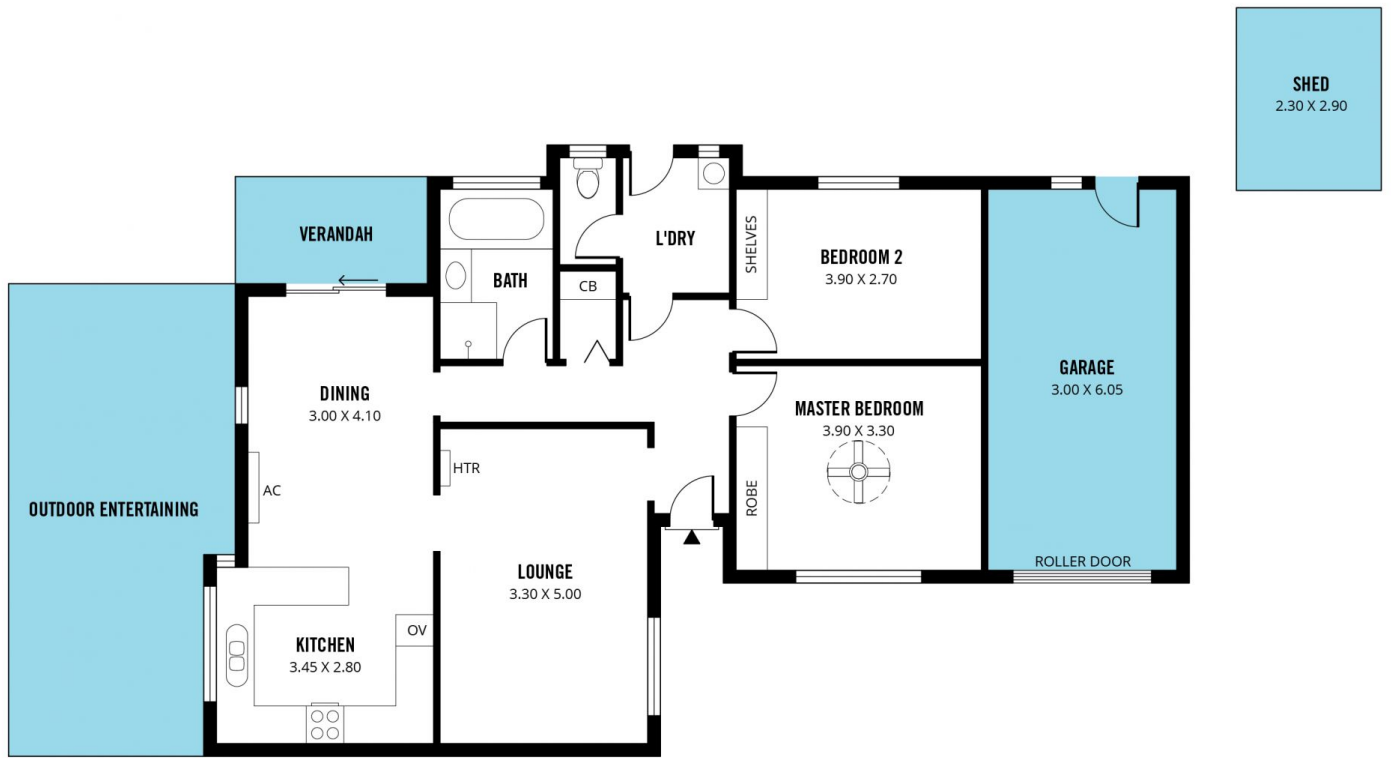 SHED
2.30 X 2.90
VERANDAH
BATH
L'DRY
CB
SHELVES
BEDROOM 2
3.90 X 2.70
GARAGE
3.00 X 6.05
DINING
3.00 X 4.10
MASTER BEDROOM
3.90 X 3.30
HTR
AC
ROBE
OUTDOOR ENTERTAINING
ROLLER DOOR
LOUNGE
3.30 X 5.00
OV
KITCHEN
3.45 X 2.80